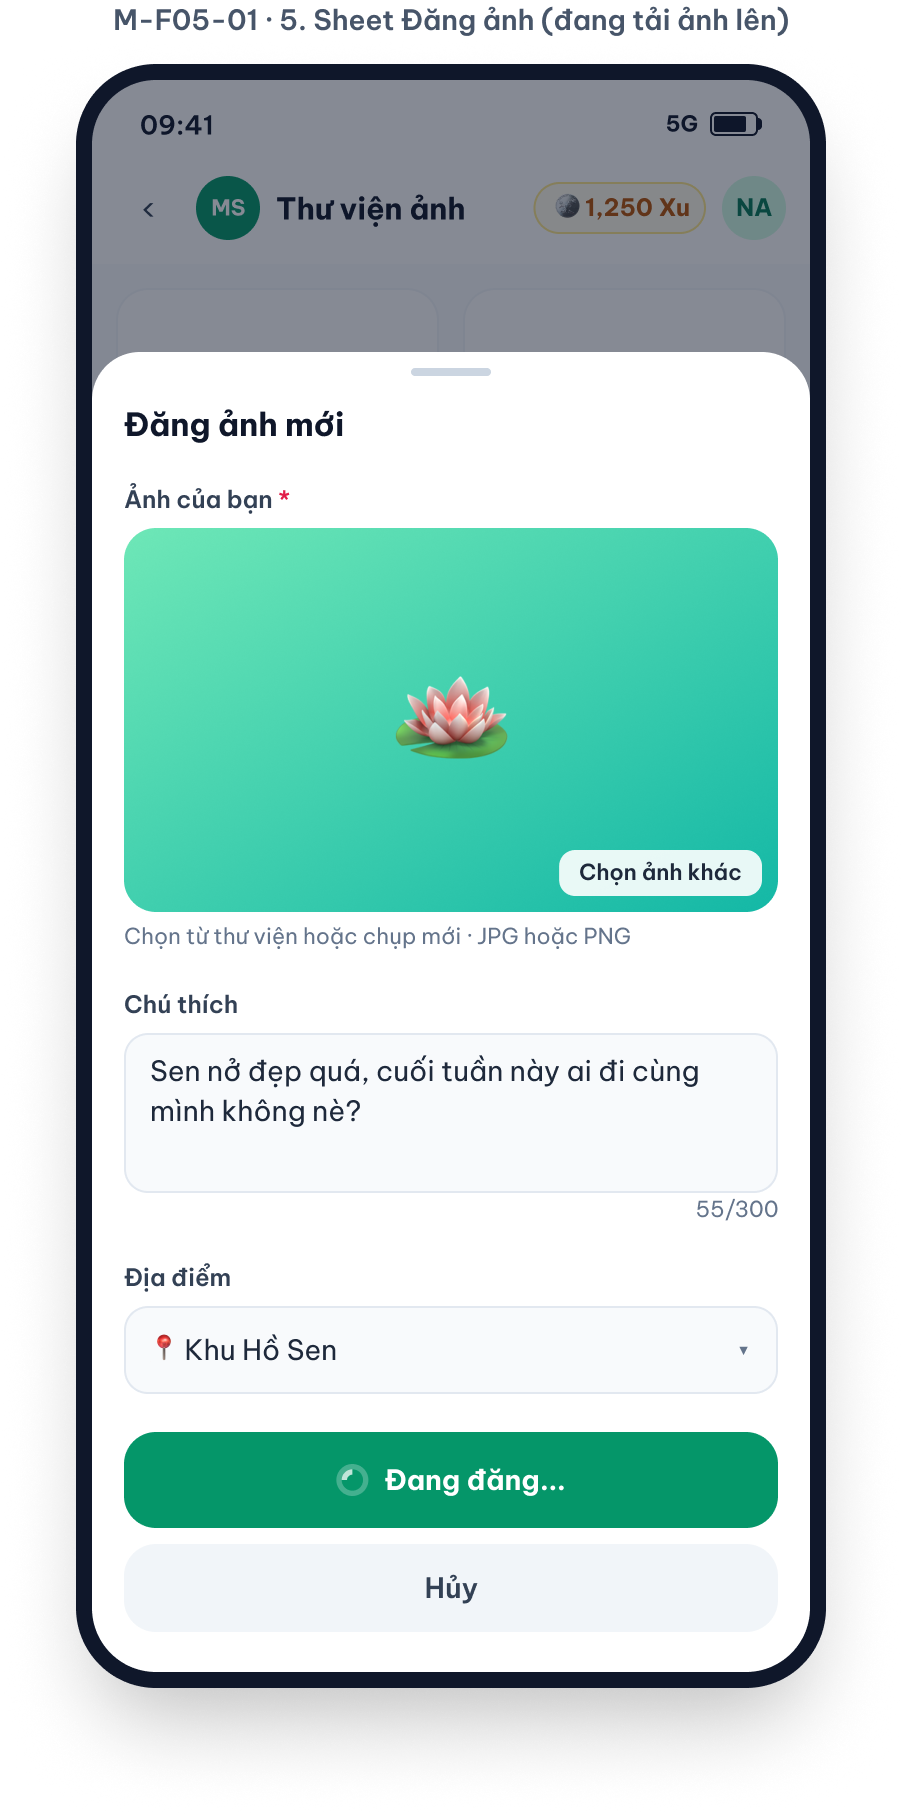 M-F05-01 · 5. Sheet Đăng ảnh (đang tải ảnh lên)
09:41
5G
MS
Thư viện ảnh
1,250 Xu
NA
Đăng ảnh mới
Ảnh của bạn *
Chọn ảnh khác
Chọn từ thư viện hoặc chụp mới · JPG hoặc PNG
Chú thích
Sen nở đẹp quá, cuối tuần này ai đi cùng
mình không nè?
55/300
Địa điểm
Khu Hồ Sen
Đang đăng...
Hủy